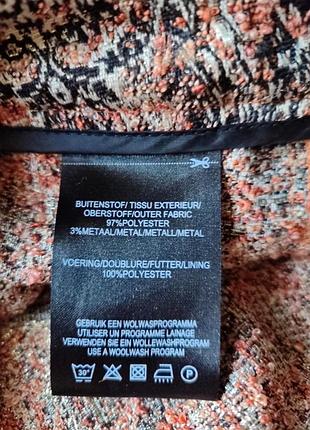 BUITENSTOF/ TISSU EXTERIEUR/
OBERSTOFF/OUTER FABRIC
97%POLYESTER
3%METAAL/METAL/METALL/METAL
VOERING/DOUBLURE/FUTTER/LINING
100%POLYESTER
GEBRUIK EEN WOLWASPROGRAMMA
UTILISER UN PROGRAMME LAINAGE
VERWENDEN SIE EIN WOLLEWASHPROGRAM
USE A WOOLWASH PROGRAM
30° P